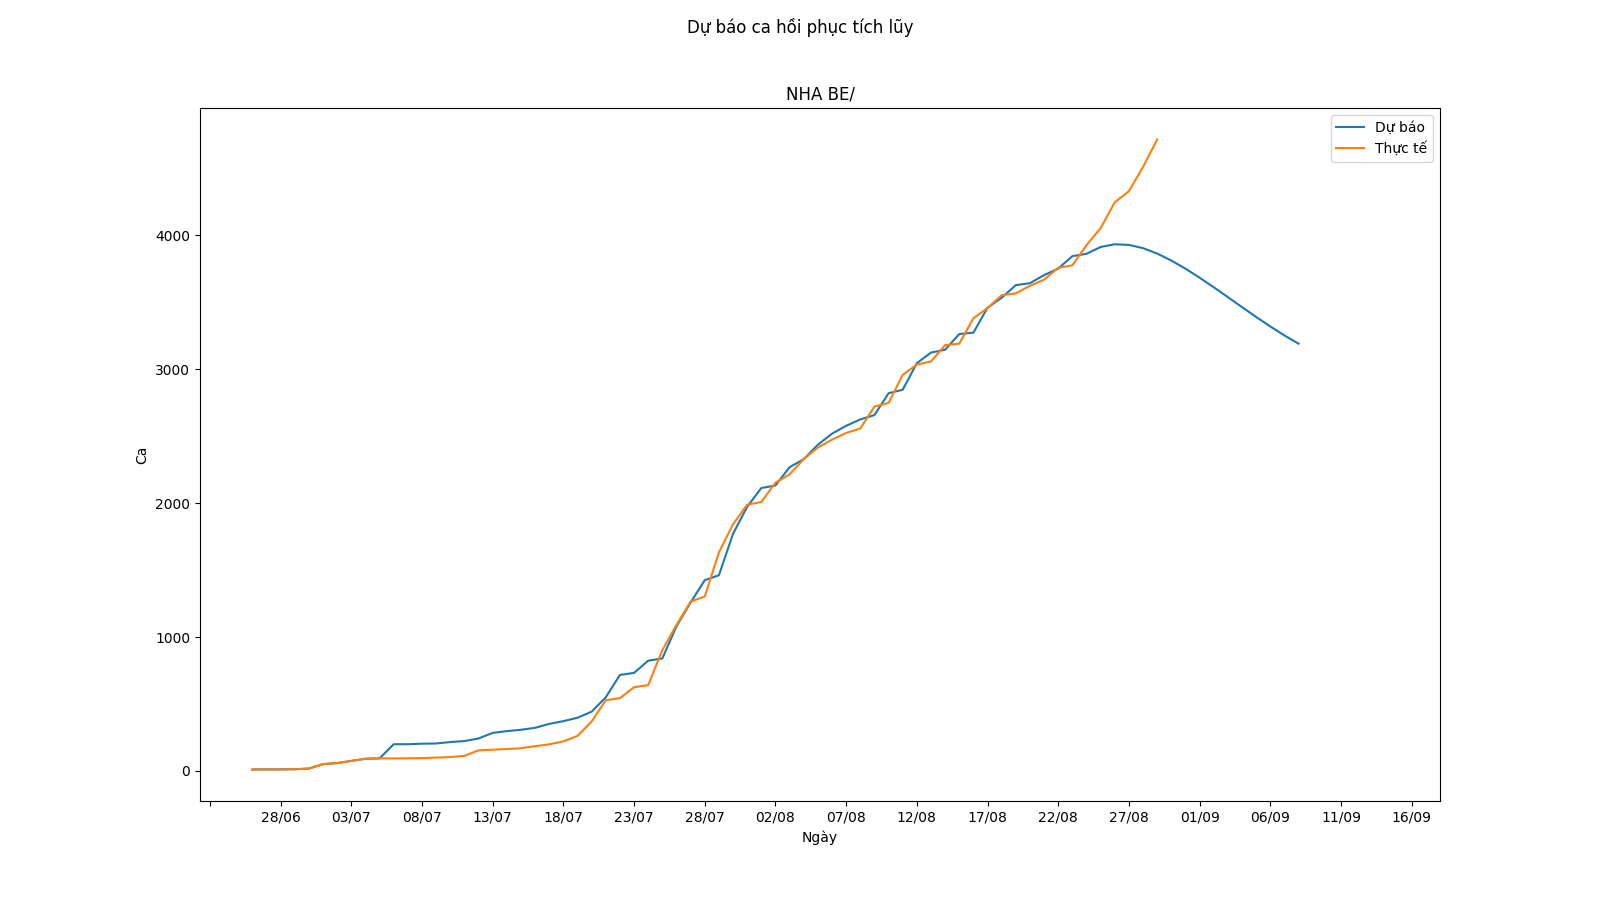 Dự báo ca hồi phục tích lũy
NHA BE/
Dự báo
Thực tế
4000
3000
2000
1000
0
Ca
28/06 03/07 08/07 13/07 18/07 23/07 28/07 02/08 07/08 12/08 17/08 22/08 27/08 01/09 06/09 11/09 16/09
Ngày